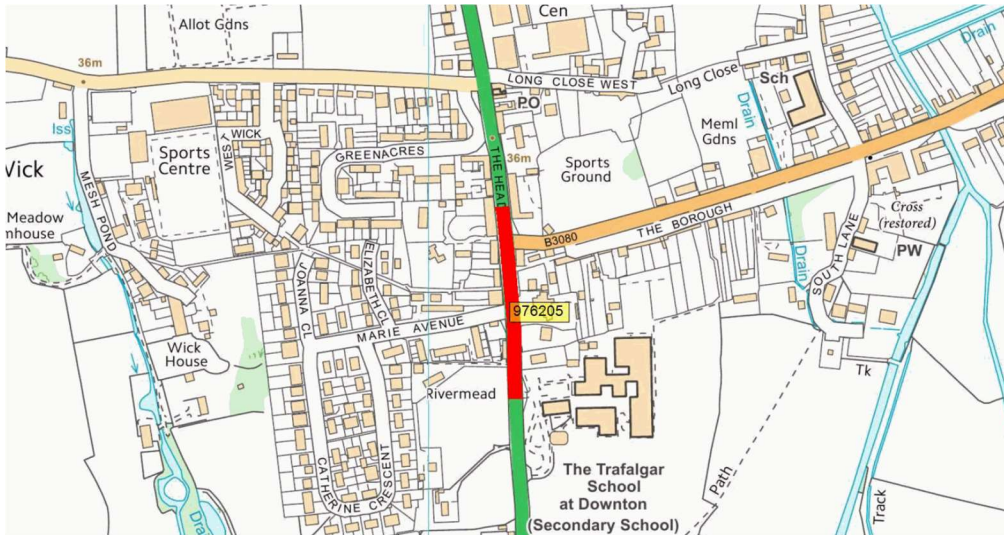 Allot Gdns
Cen
36m
LONG CLOSE WEST
Long Close
Sch
Drain
PO
Iss
Drain
Meml
Gdns
WEST
WICK
GREENACRES
THE HEAD
36m
Sports
Ground
Sports
Centre
Wick
MESH POND
Meadow
mhouse
B3080
THE BOROUGH
Cross
(restored)
PW
SOUTH LANE
Drain
ELIZABETH CL
JOANNA CL
976205
MARIE AVENUE
Wick
House
Tk
Rivermead
CATHERINE CRESCENT
The Trafalgar
School
at Downton
(Secondary School)
Path
Track
Drain